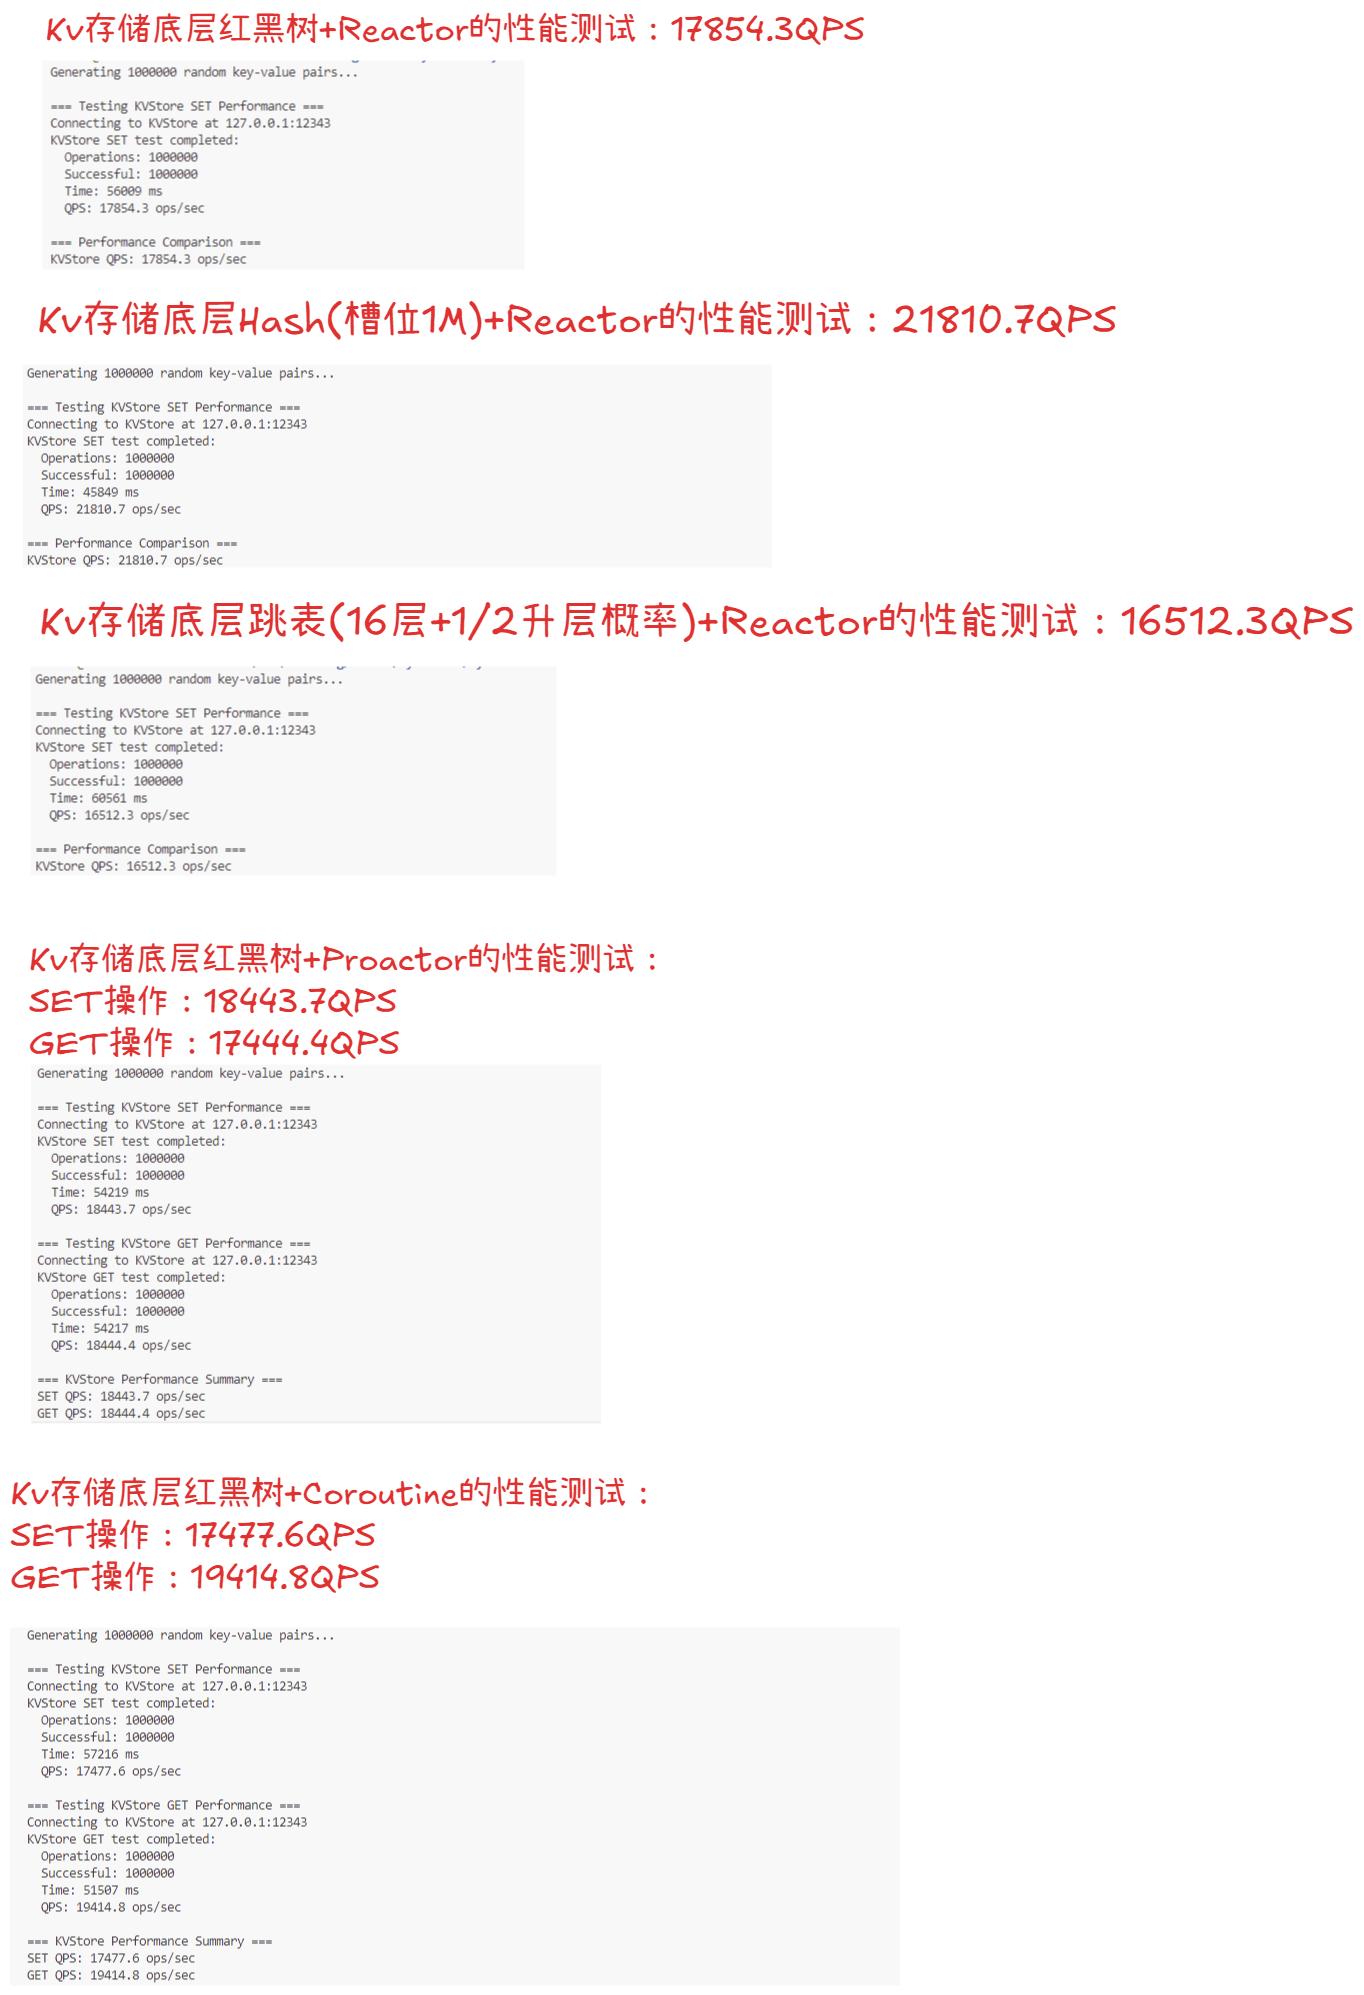 Kv存储底层红黑树+Reactor的性能测试：17854.3QPS
Generating 1000000 random key-value pairs...
=== Testing KVStore SET Performance ===
Connecting to KVStore at 127.0.0.1:12343
KVStore SET test completed:
Operations: 1000000
Successful: 1000000
Time: 56009 ms
QPS: 17854.3 ops/sec
=== Performance Comparison ===
KVStore QPS: 17854.3 ops/sec
Kv存储底层Hash(槽位1M)+Reactor的性能测试：21810.7QPS
Generating 1000000 random key-value pairs...
=== Testing KVStore SET Performance ===
Connecting to KVStore at 127.0.0.1:12343
KVStore SET test completed:
Operations: 1000000
Successful: 1000000
Time: 45849 ms
QPS: 21810.7 ops/sec
=== Performance Comparison ===
KVStore QPS: 21810.7 ops/sec
Kv存储底层跳表(16层+1/2升层概率)+Reactor的性能测试：16512.3QPS
Generating 1000000 random key-value pairs...
=== Testing KVStore SET Performance ===
Connecting to KVStore at 127.0.0.1:12343
KVStore SET test completed:
Operations: 1000000
Successful: 1000000
Time: 60561 ms
QPS: 16512.3 ops/sec
=== Performance Comparison ===
KVStore QPS: 16512.3 ops/sec
Kv存储底层红黑树+Proactor的性能测试：
SET操作：18443.7QPS
GET操作：17444.4QPS
Generating 1000000 random key-value pairs...
=== Testing KVStore SET Performance ===
Connecting to KVStore at 127.0.0.1:12343
KVStore SET test completed:
Operations: 1000000
Successful: 1000000
Time: 54219 ms
QPS: 18443.7 ops/sec
=== Testing KVStore GET Performance ===
Connecting to KVStore at 127.0.0.1:12343
KVStore GET test completed:
Operations: 1000000
Successful: 1000000
Time: 54217 ms
QPS: 18444.4 ops/sec
=== KVStore Performance Summary ===
SET QPS: 18443.7 ops/sec
GET QPS: 18444.4 ops/sec
Kv存储底层红黑树+Coroutine的性能测试：
SET操作：17477.6QPS
GET操作：19414.8QPS
Generating 1000000 random key-value pairs...
=== Testing KVStore SET Performance ===
Connecting to KVStore at 127.0.0.1:12343
KVStore SET test completed:
Operations: 1000000
Successful: 1000000
Time: 57216 ms
QPS: 17477.6 ops/sec
=== Testing KVStore GET Performance ===
Connecting to KVStore at 127.0.0.1:12343
KVStore GET test completed:
Operations: 1000000
Successful: 1000000
Time: 51507 ms
QPS: 19414.8 ops/sec
=== KVStore Performance Summary ===
SET QPS: 17477.6 ops/sec
GET QPS: 19414.8 ops/sec